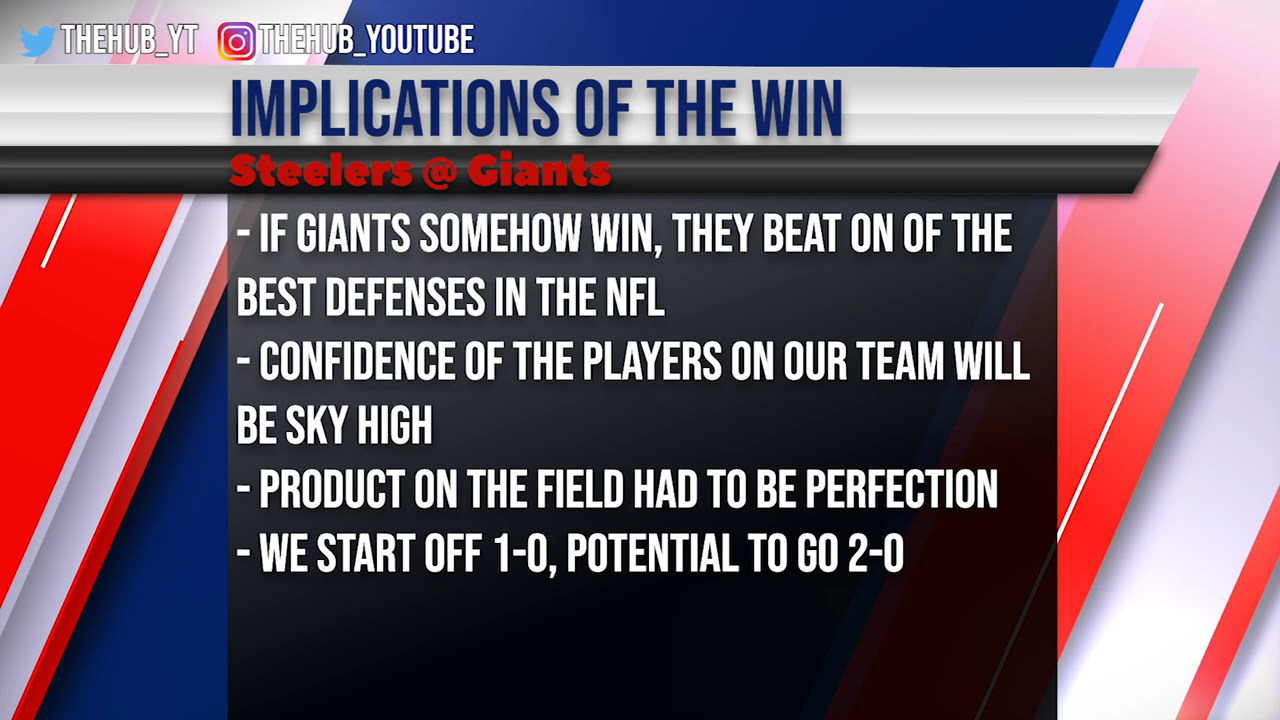 THEHUB_YT THEHUB_YOUTUBE
IMPLICATIONS OF THE WIN
Steelers @ Giants
- IF GIANTS SOMEHOW WIN, THEY BEAT ON OF THE
BEST DEFENSES IN THE NFL
- CONFIDENCE OF THE PLAYERS ON OUR TEAM WILL
BE SKY HIGH
- PRODUCT ON THE FIELD HAD TO BE PERFECTION
- WE START OFF 1-0, POTENTIAL TO GO 2-0